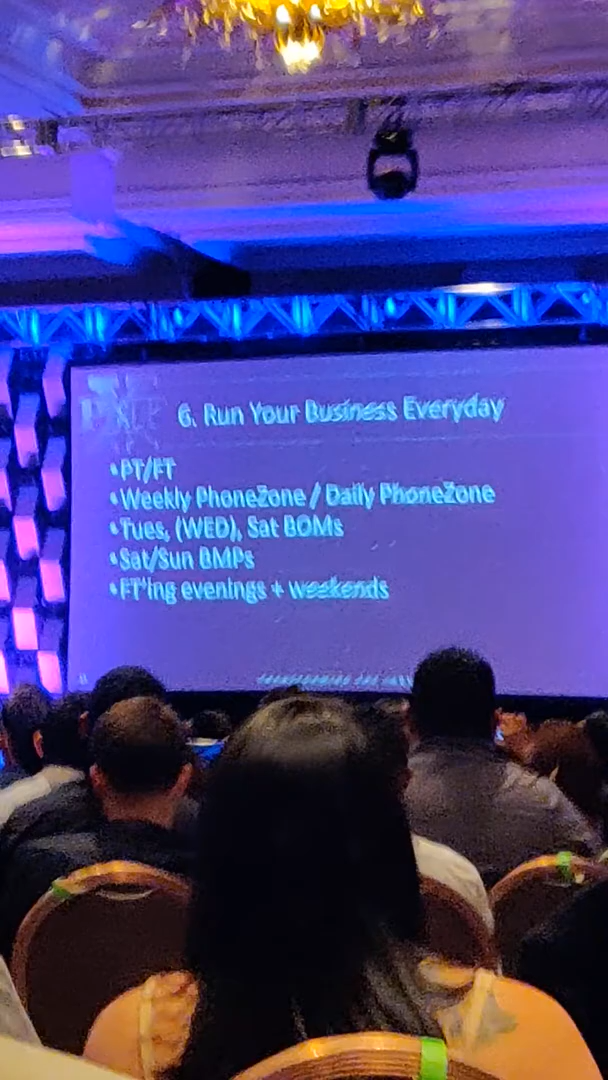 6. Run Your Business Everyday
•PT/FT
•Weekly PhoneZone / Daily PhoneZone
•Tues, (WED), Sat BOMs
•Sat/Sun BMPs
•FT'ing evenings + weekends